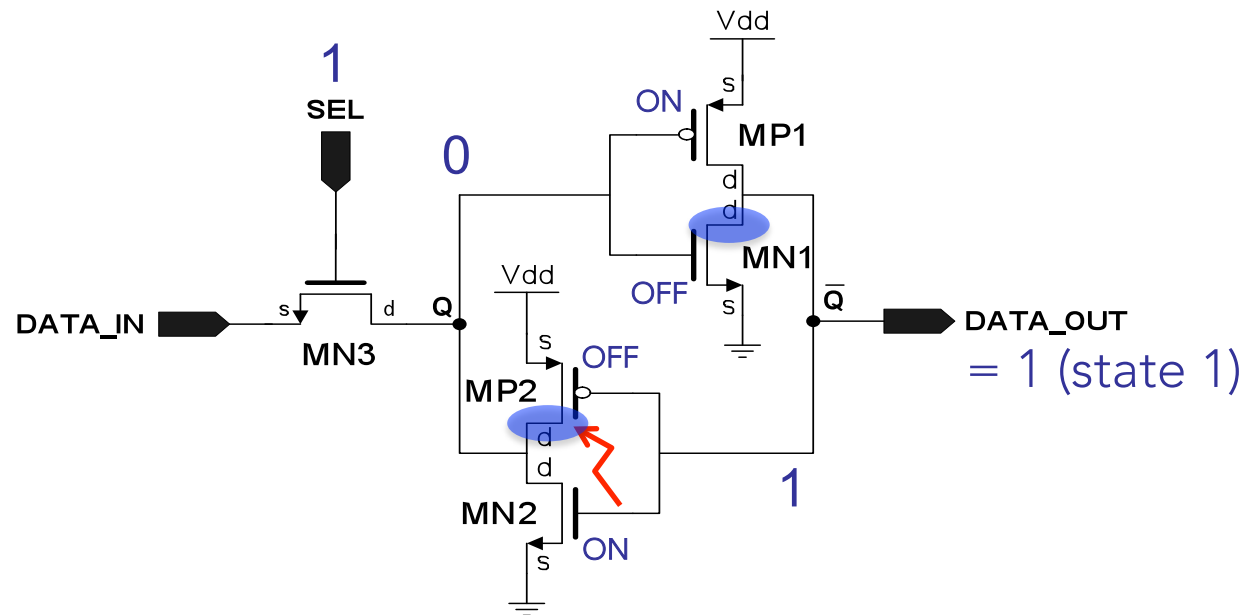 Vdd
1
SEL
s
ON
MP1
0
d
d
MN1
Vdd
OFF
s
Q
Q̅
s
d
DATA_IN
DATA_OUT
MN3
s
OFF
= 1 (state 1)
MP2
d
d
1
MN2
ON
s